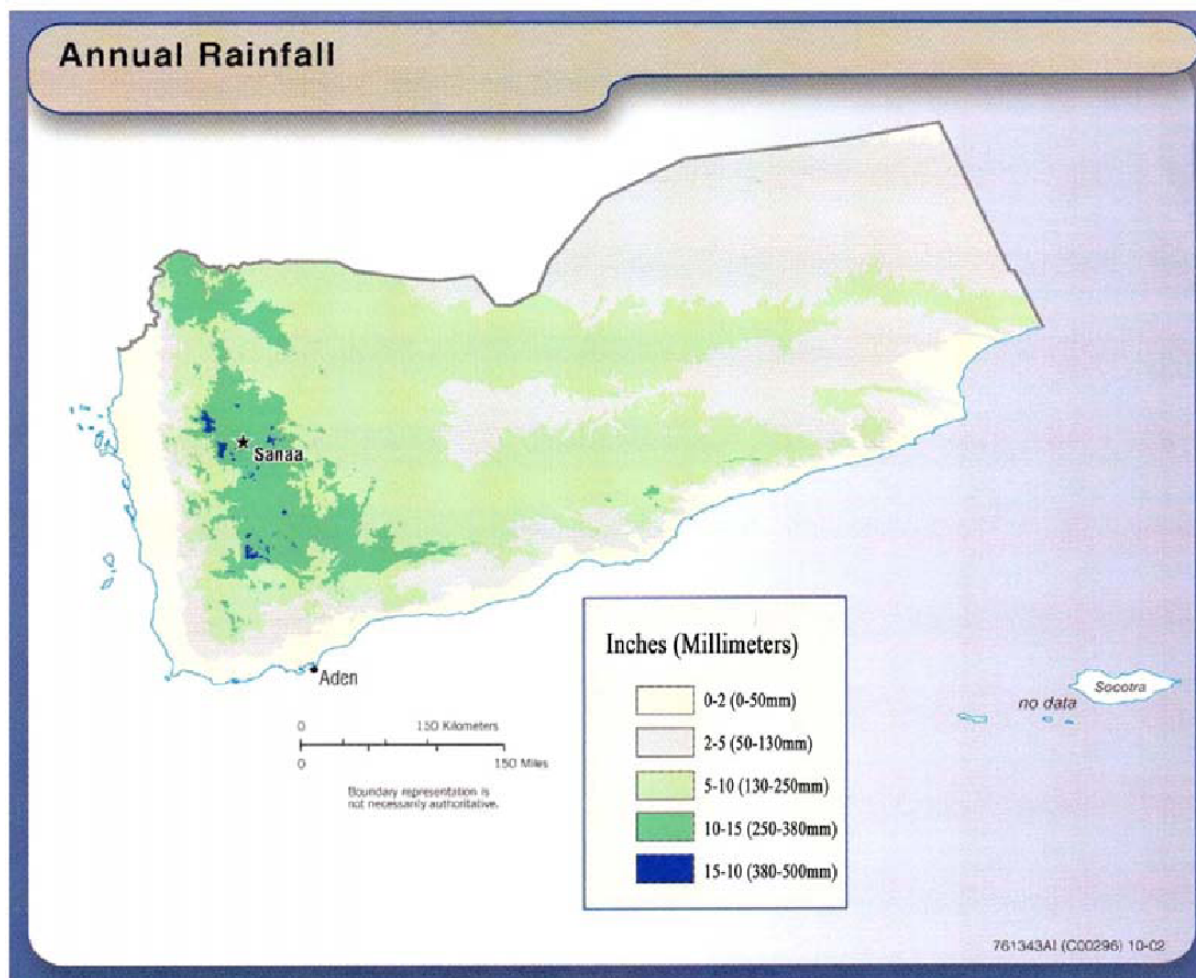 Annual Rainfall
Sanaa
Aden
Inches (Millimeters)
0-2 (0-50mm)
2-5 (50-130mm)
5-10 (130-250mm)
10-15 (250-380mm)
15-10 (380-500mm)
Socotra
no data
0 150 Kilometers
0 150 Miles
Boundary representation is
not necessarily authoritative.
761343AI (C00296) 10-02